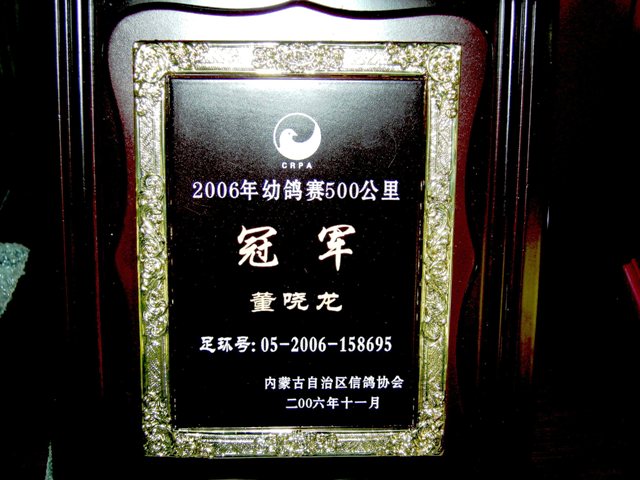 CRPA
2006年幼鸽赛500公里
冠军
董哓龙
足环号:05-2006-158695
内蒙古自治区信鸽协会
二00六年十一月